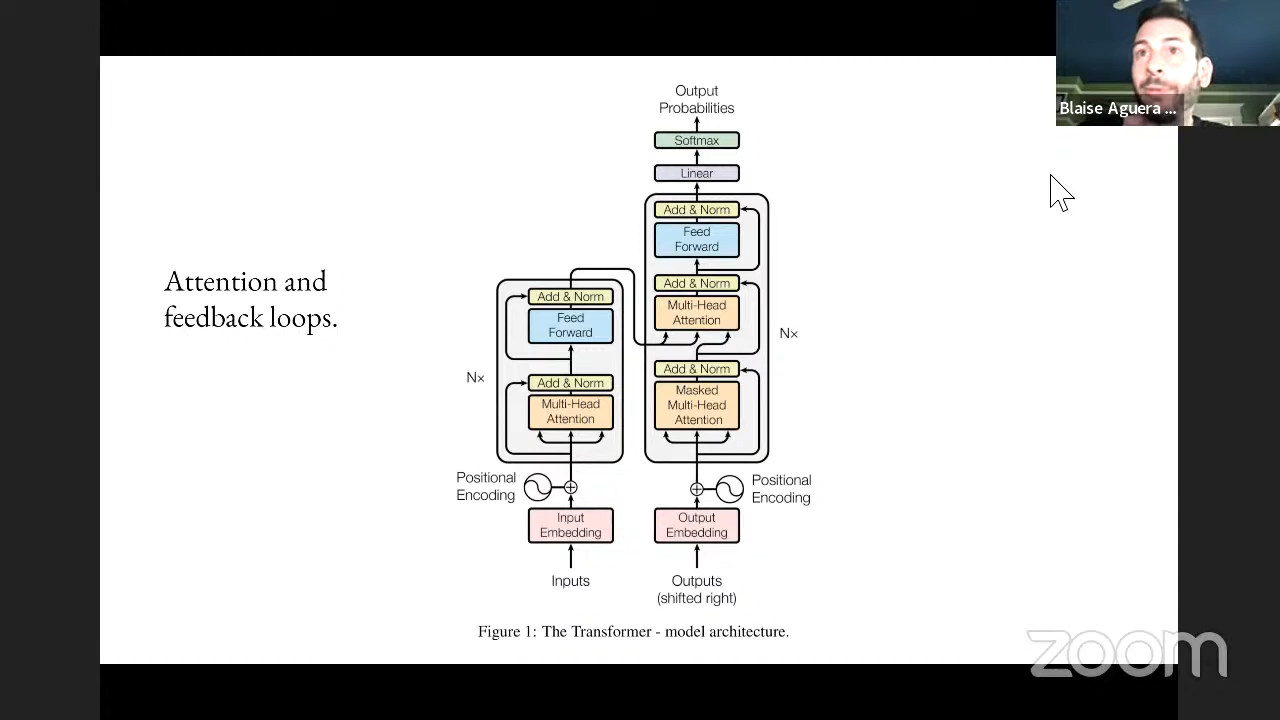 Blaise Aguera ...
Attention and
feedback loops.
Output
Probabilities
Softmax
Linear
Add & Norm
Feed
Forward
Add & Norm
Multi-Head
Attention
Nx
Add & Norm
Masked
Multi-Head
Attention
Add & Norm
Feed
Forward
Nx
Add & Norm
Multi-Head
Attention
Positional
Encoding
Positional
Encoding
Input
Embedding
Output
Embedding
Inputs
Outputs
(shifted right)
Figure 1: The Transformer - model architecture.
zoom